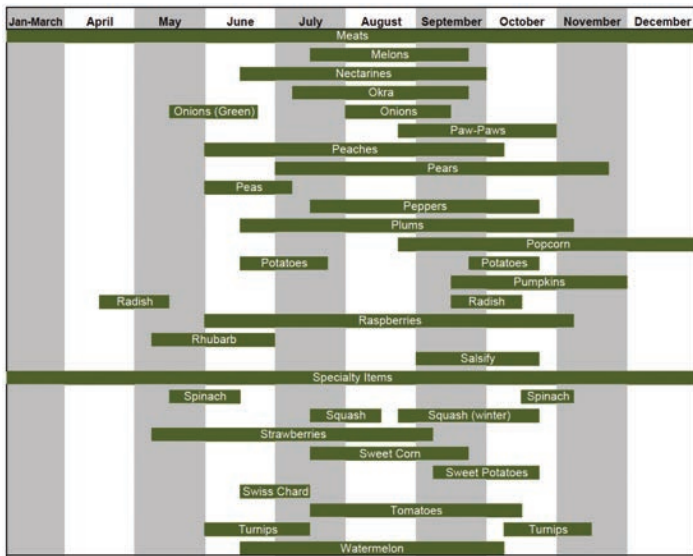 Jan-March April May June July August September October November December
Meats
Melons
Nectarines
Okra
Onions (Green) Onions
Paw-Paws
Peaches
Pears
Peas
Peppers
Plums
Popcorn
Potatoes Potatoes
Pumpkins
Radish Radish
Raspberries
Rhubarb
Salsify
Specialty Items
Spinach Spinach
Squash Squash (winter)
Strawberries
Sweet Corn
Sweet Potatoes
Swiss Chard
Tomatoes
Turnips Turnips
Watermelon